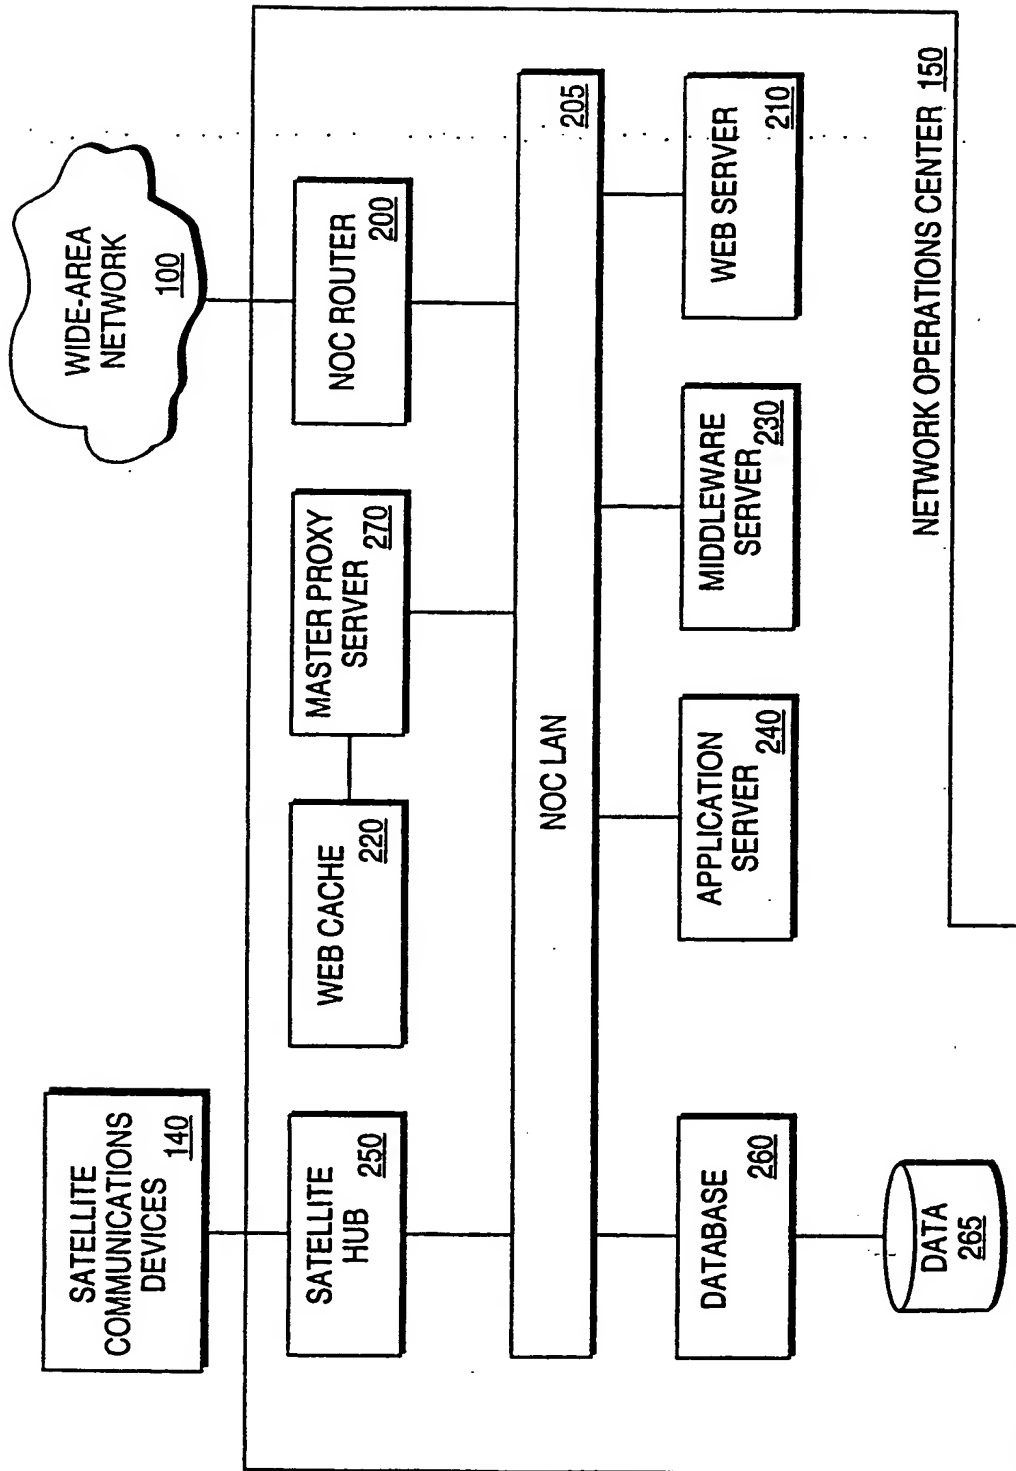 SATELLITE
COMMUNICATIONS
DEVICES
140
WIDE-AREA
NETWORK
100
SATELLITE
HUB
250
WEB CACHE
220
MASTER PROXY
SERVER
270
NOC ROUTER
200
NOC LAN
205
DATABASE
260
APPLICATION
SERVER
240
MIDDLEWARE
SERVER
230
WEB SERVER
210
DATA
265
NETWORK OPERATIONS CENTER 150